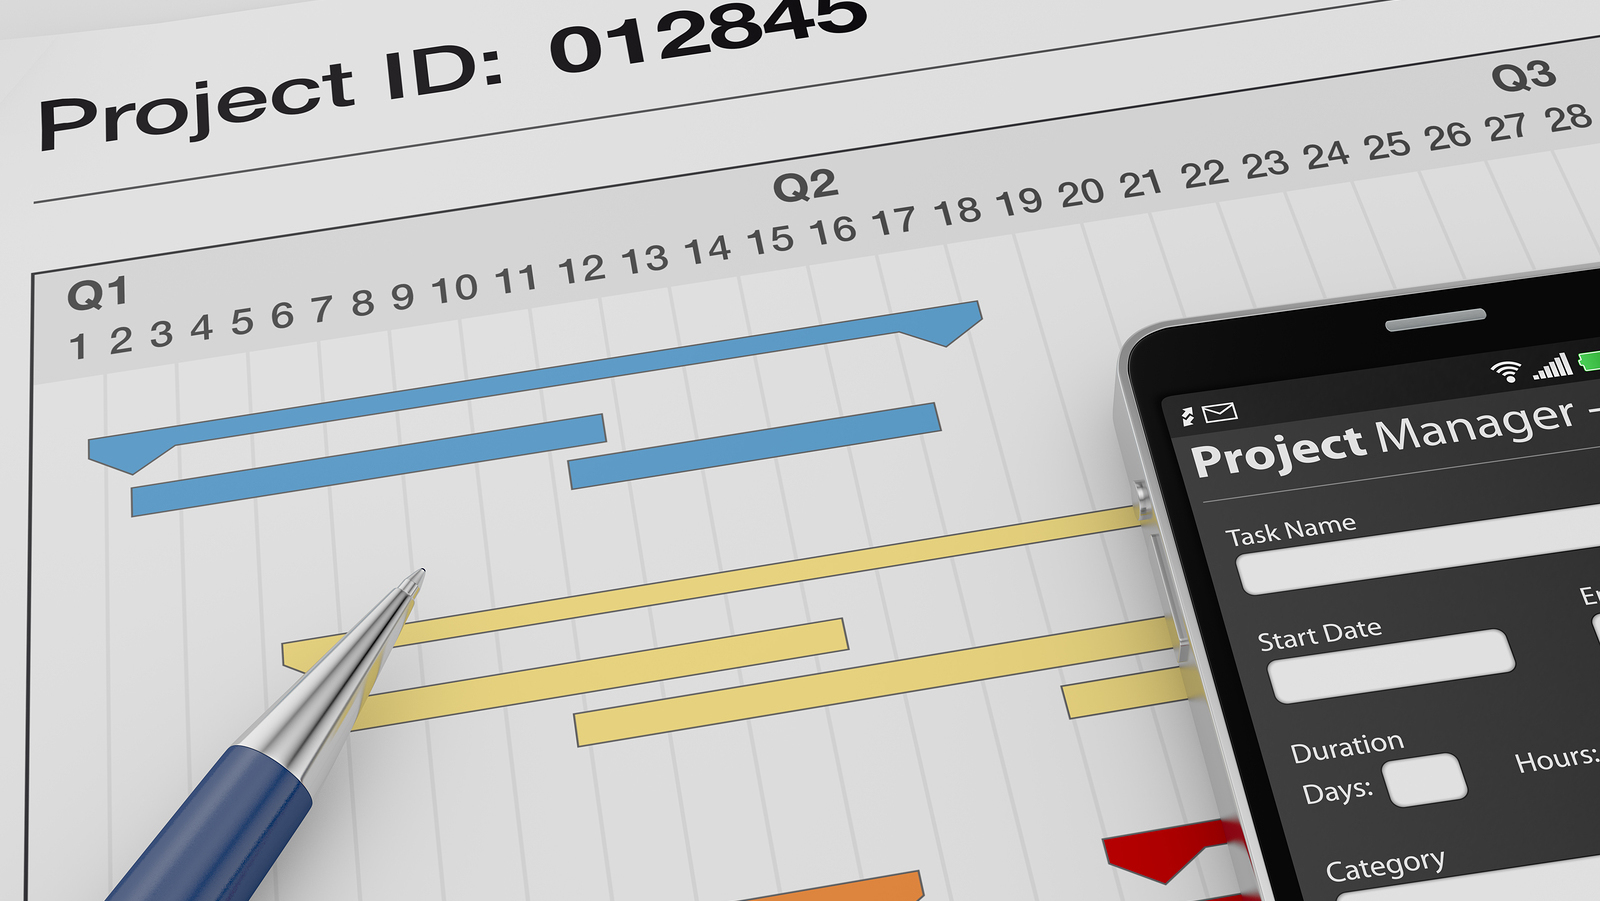 Project ID: 012845
Q1 Q2 Q3
1 2 3 4 5 6 7 8 9 10 11 12 13 14 15 16 17 18 19 20 21 22 23 24 25 26 27 28
Project Manager -
Task Name
Start Date
Duration
Days:
Hours:
Category